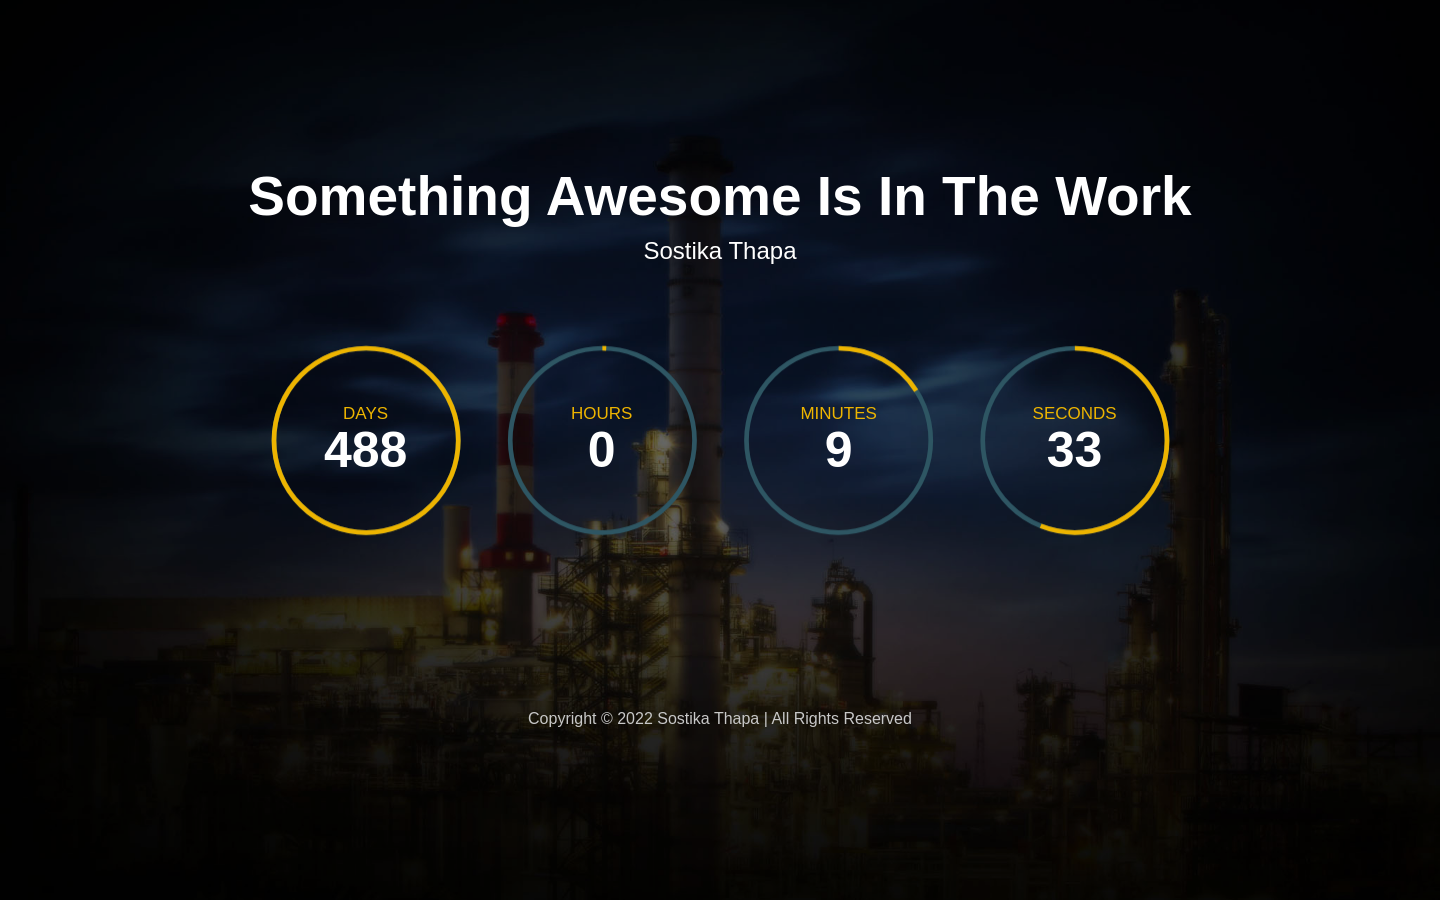 Something Awesome Is In The Work
Sostika Thapa
DAYS
488
HOURS
0
MINUTES
9
SECONDS
33
Copyright © 2022 Sostika Thapa | All Rights Reserved